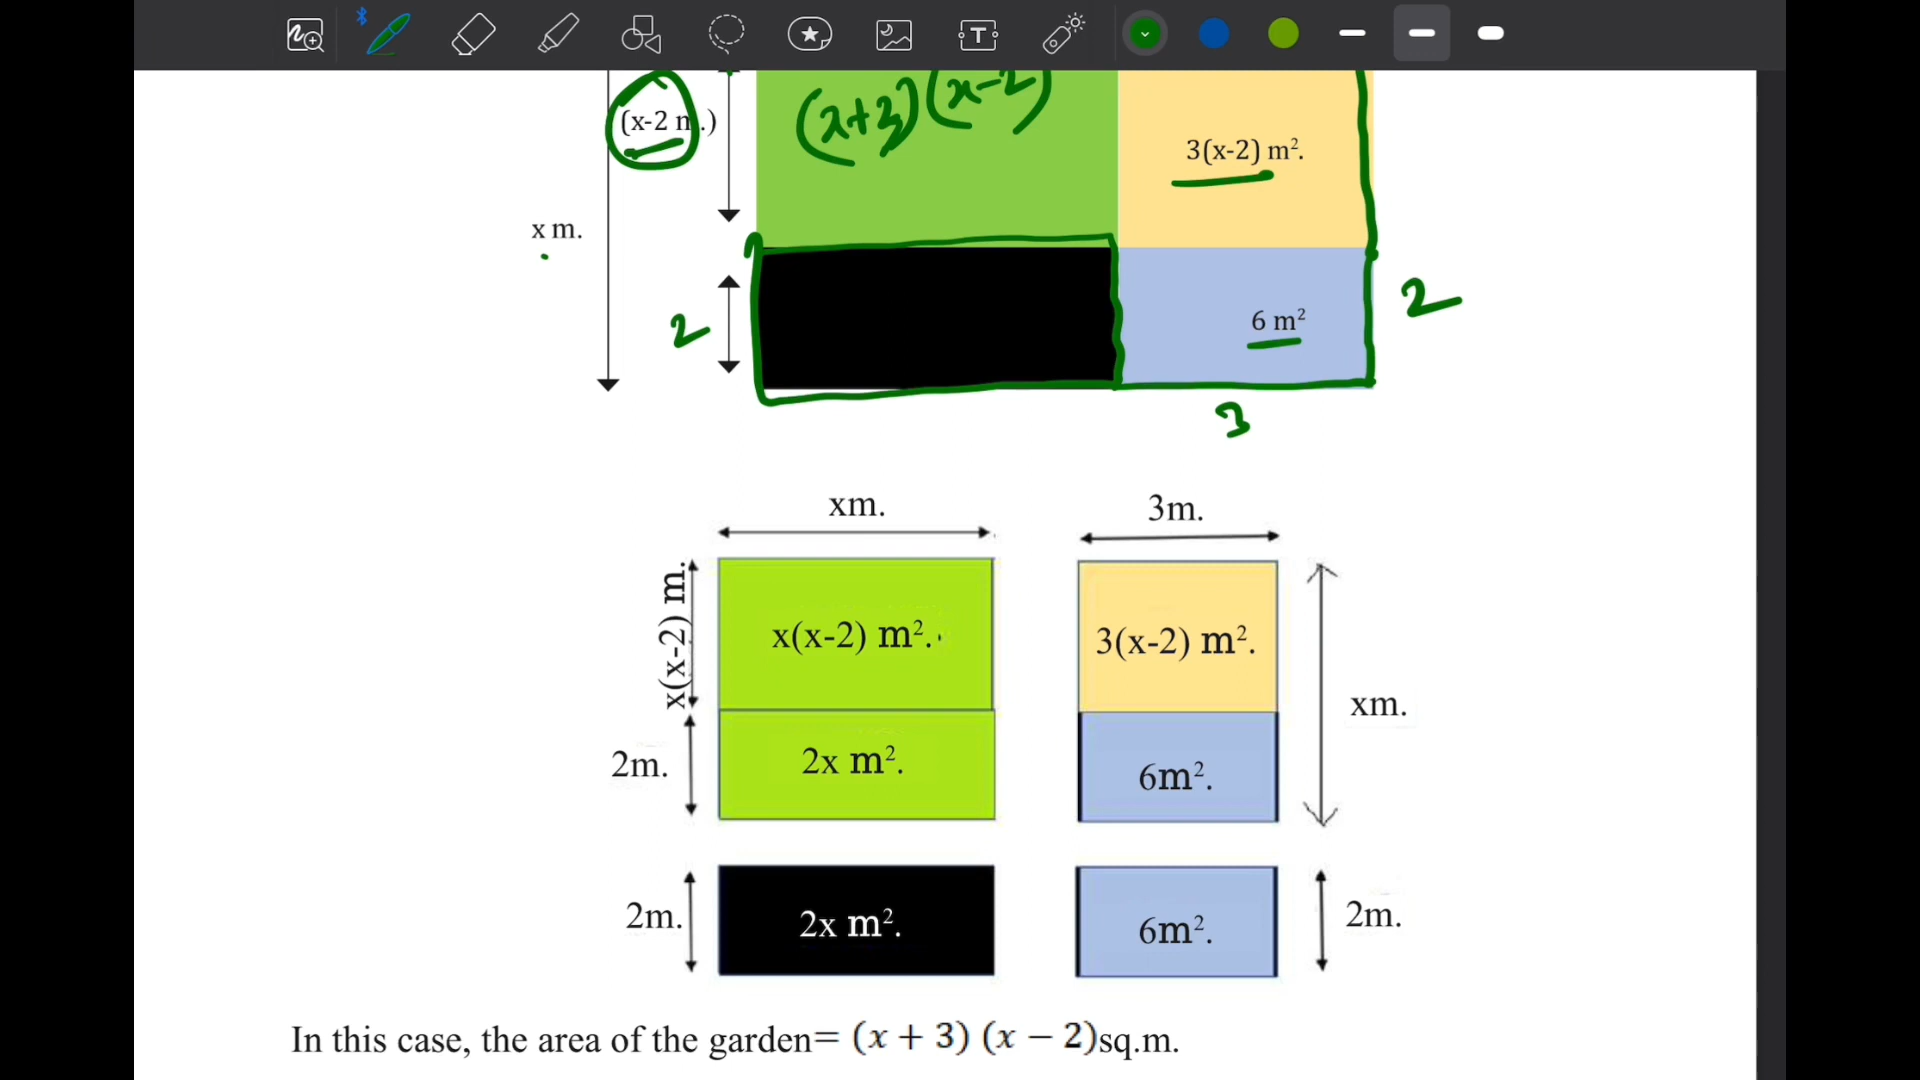 (x+3)(x-2)
(x-2 m.)
3(x-2) m².
x m.
2
6 m²
2
3
xm.
3m.
x(x-2) m.
x(x-2) m².
3(x-2) m².
xm.
2m.
2x m².
6m².
2m.
2x m².
6m².
2m.
In this case, the area of the garden= (x + 3) (x − 2)sq.m.